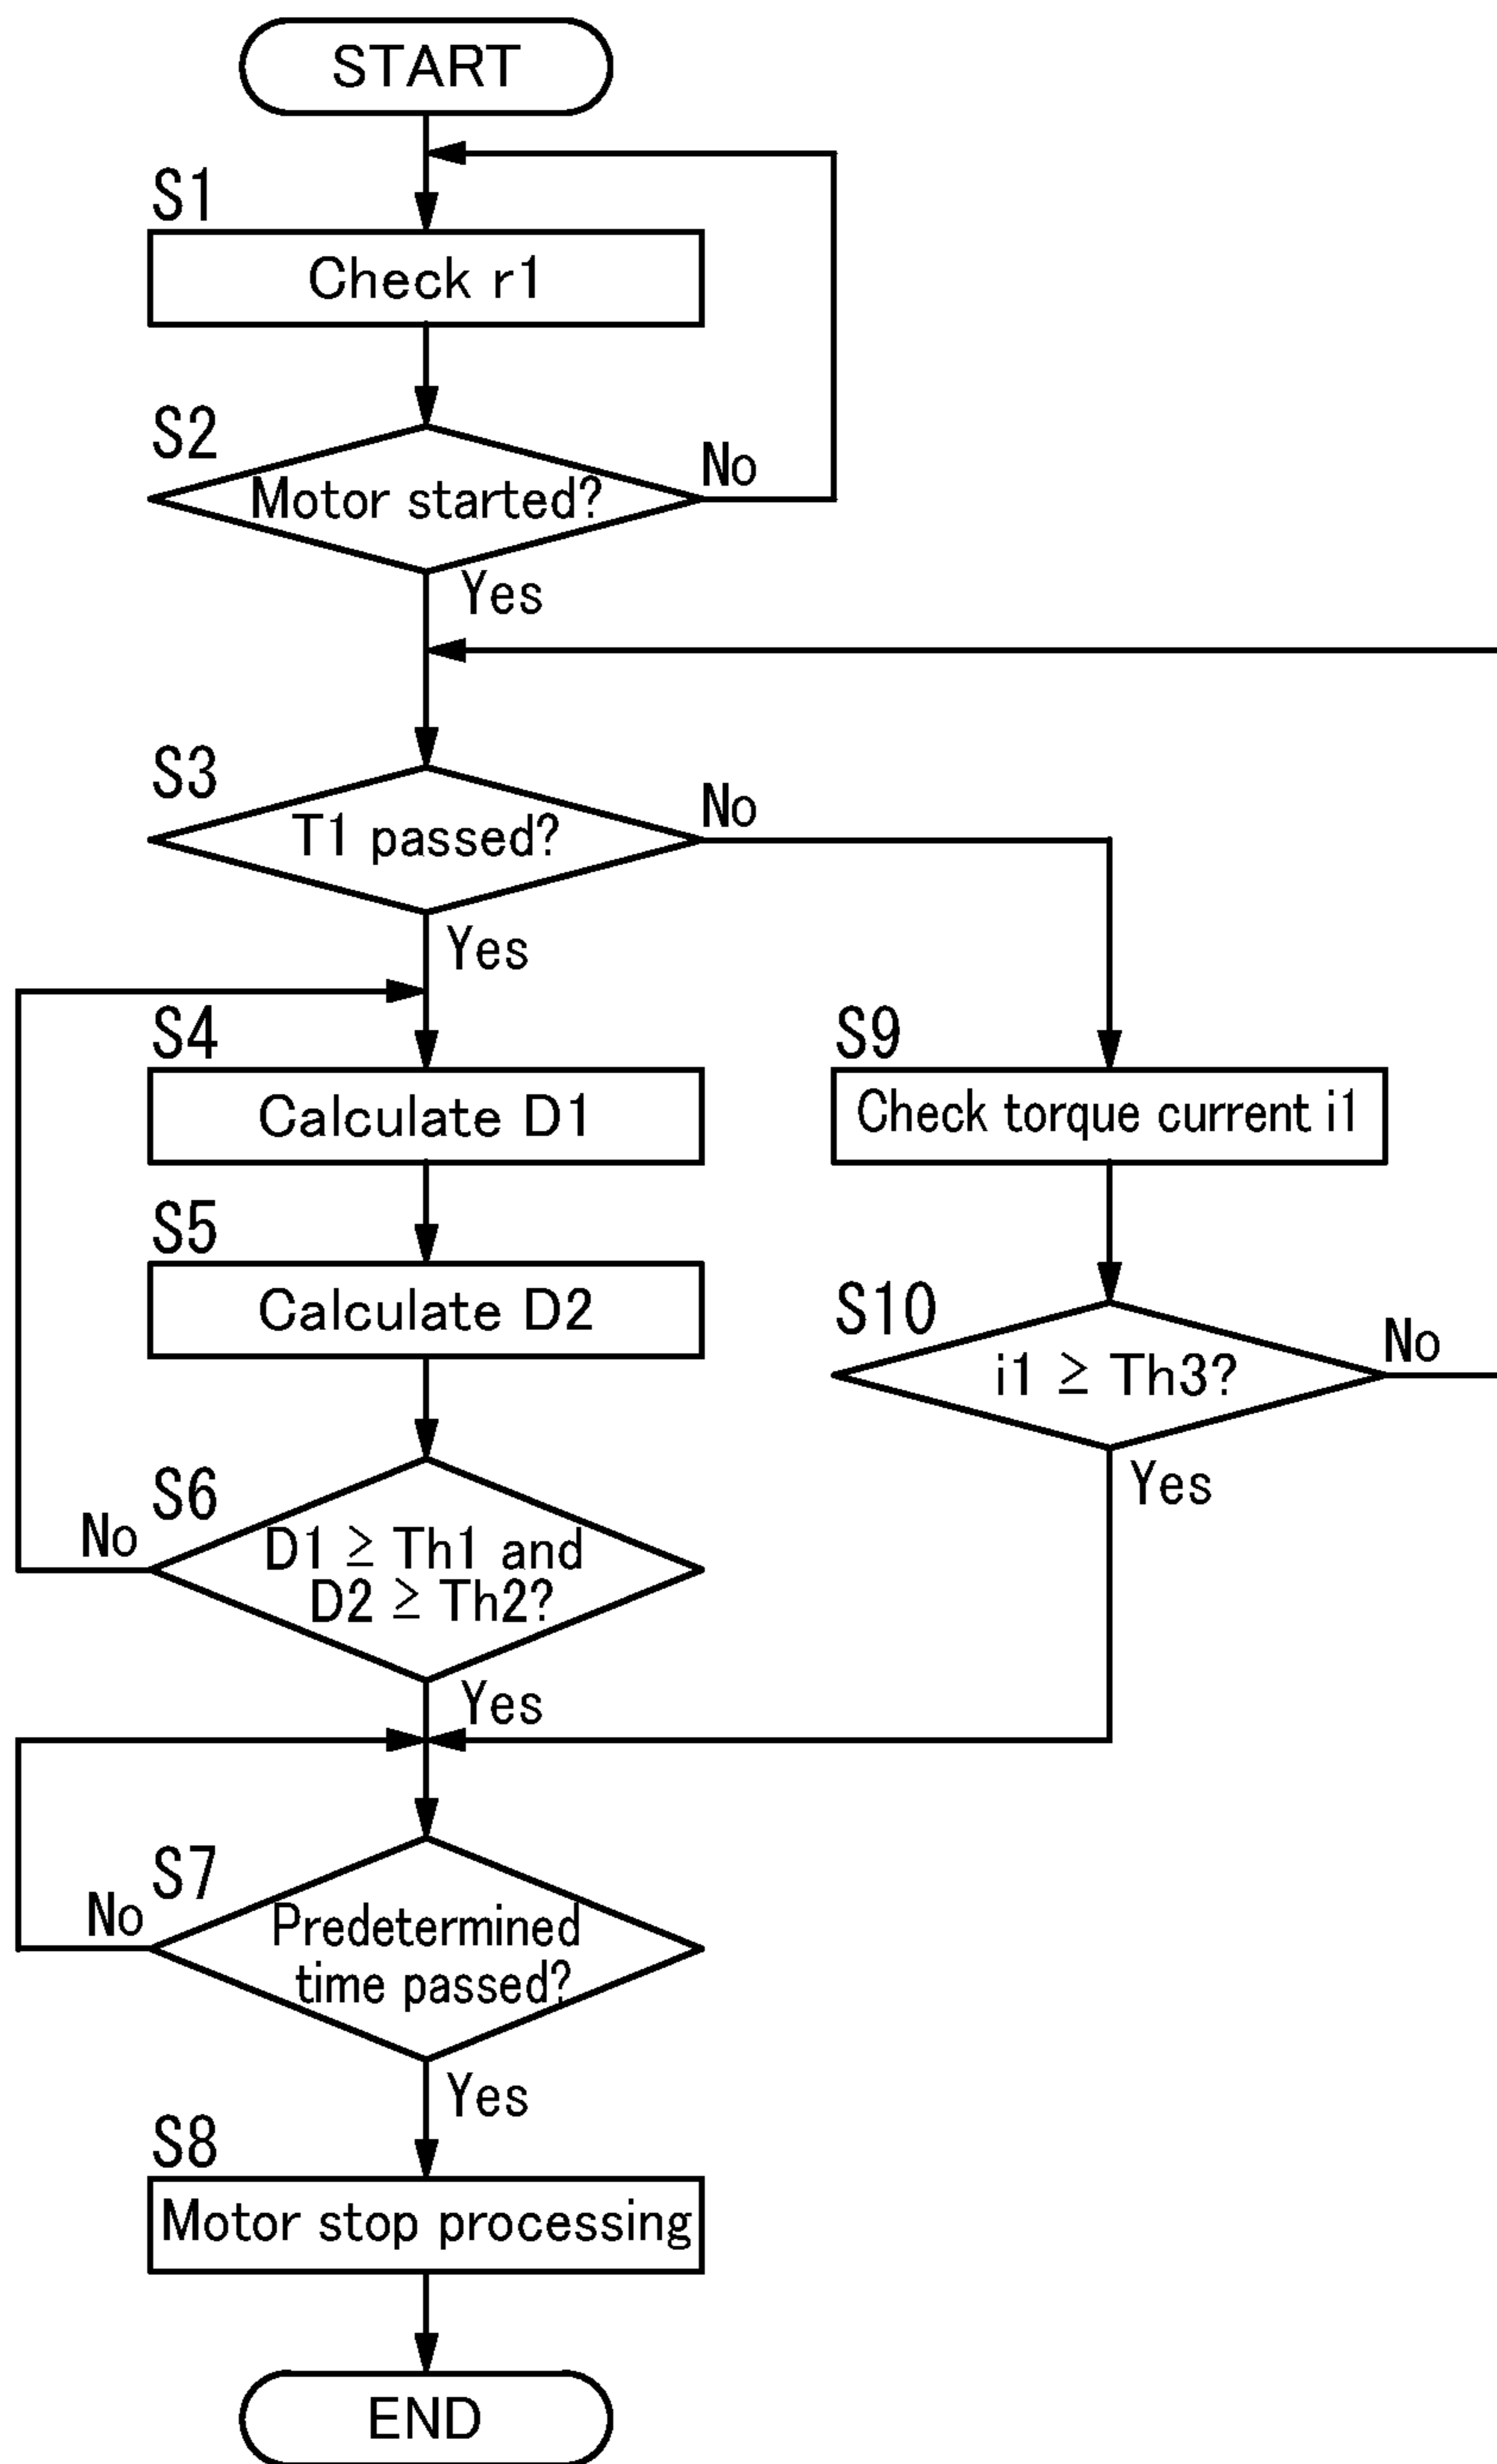 START
S1
Check r1
S2
Motor started?
No
Yes
S3
T1 passed?
No
Yes
S4
Calculate D1
S9
Check torque current i1
S5
Calculate D2
S10
i1 ≥ Th3?
No
Yes
S6
No
D1 ≥ Th1 and
D2 ≥ Th2?
Yes
S7
No
Predetermined
time passed?
Yes
S8
Motor stop processing
END